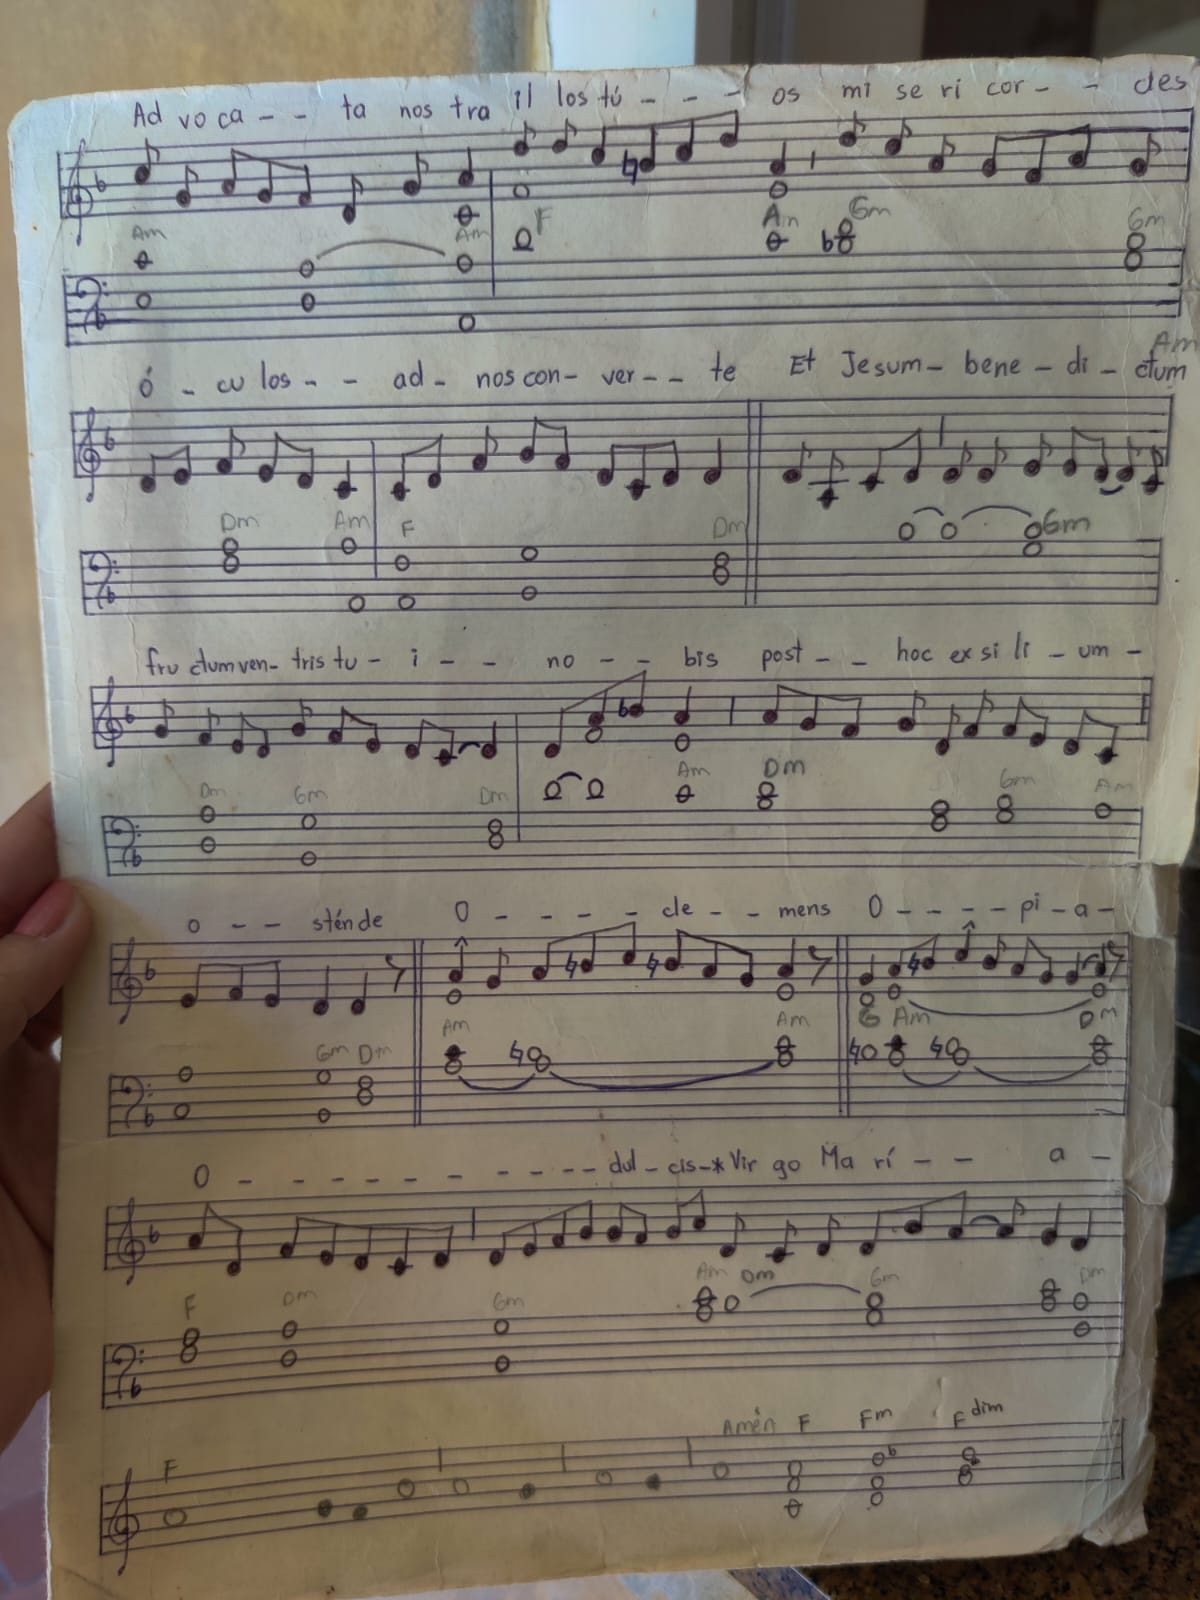 Ad vo ca - - ta nos tra il los tú - - - os mi se ri cor - - des
Am Am F Am Gm Gm
Am
Ó - cu los - - ad - nos con - ver - - te Et Jesum - bene - di - ctum
Dm Am F Dm Gm
fru ctum ven - tris tu - i - - no - - bis post - - hoc ex si li - um -
Dm Gm Dm Am Dm Gm Am
o - - sténde O - - - - cle - - mens O - - - - pi - a -
Gm Dm Am Am G Am Dm
O - - - - - - - - - - dul - cis - * Vir go Ma rí - - a -
F Dm Gm Am Dm Gm Dm
F Amén F Fm F dim